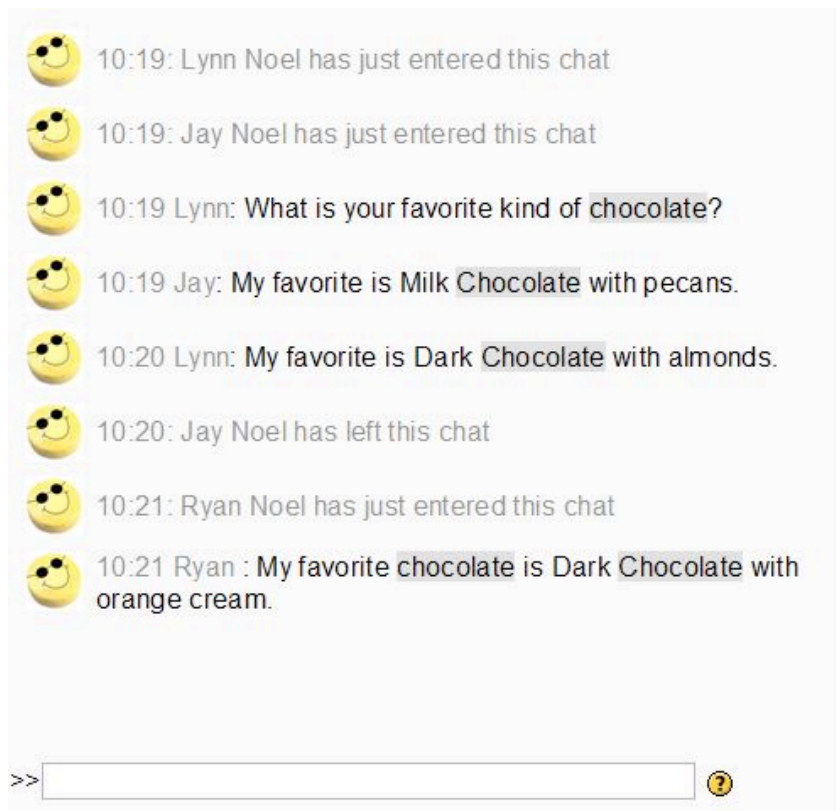 10:19: Lynn Noel has just entered this chat
10:19: Jay Noel has just entered this chat
10:19 Lynn: What is your favorite kind of chocolate?
10:19 Jay: My favorite is Milk Chocolate with pecans.
10:20 Lynn: My favorite is Dark Chocolate with almonds.
10:20: Jay Noel has left this chat
10:21: Ryan Noel has just entered this chat
10:21 Ryan : My favorite chocolate is Dark Chocolate with
orange cream.
>> ?